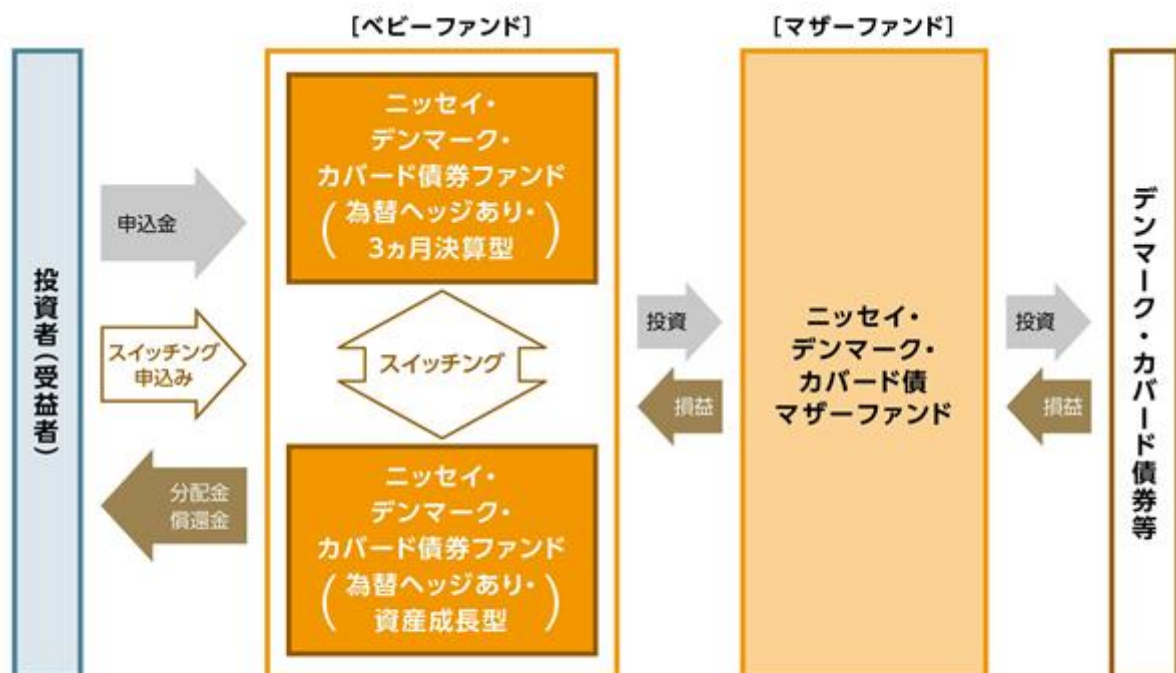 [ベビーファンド]
[マザーファンド]
投資者(受益者)
申込金
スイッチング
申込み
分配金
償還金
ニッセイ・
デンマーク・
カバード債券ファンド
(為替ヘッジあり・
3ヵ月決算型)
スイッチング
ニッセイ・
デンマーク・
カバード債券ファンド
(為替ヘッジあり・
資産成長型)
投資
損益
ニッセイ・
デンマーク・
カバード債
マザーファンド
投資
損益
デンマーク・カバード債券等